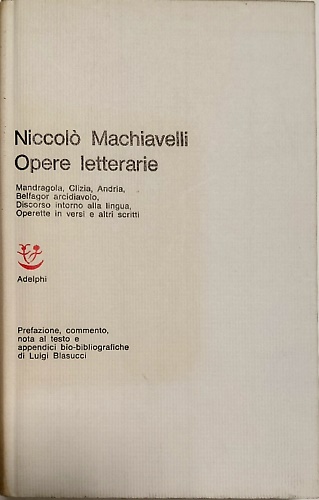 Niccolò Machiavelli
Opere letterarie
Mandragola, Clizia, Andria,
Belfagor arcidiavolo,
Discorso intorno alla lingua,
Operette in versi e altri scritti
Adelphi
Prefazione, commento,
nota al testo e
appendici bio-bibliografiche
di Luigi Blasucci